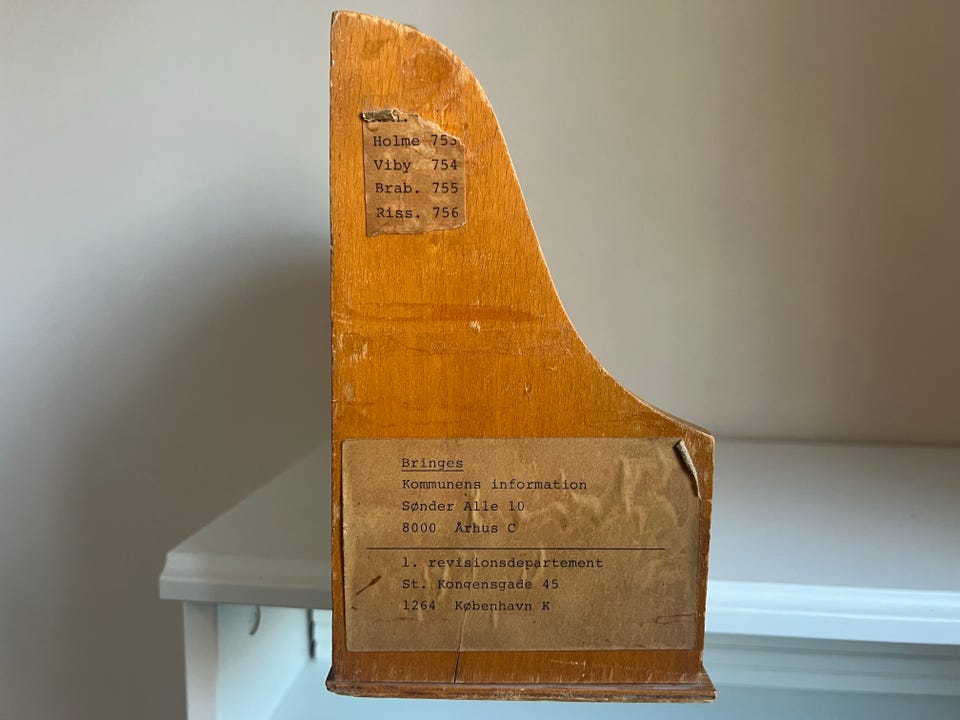 Holme 753
Viby 754
Brab. 755
Riss. 756
Bringes
Kommunens information
Sønder Alle 10
8000 Århus C
1. revisionsdepartement
St. Kongensgade 45
1264 København K